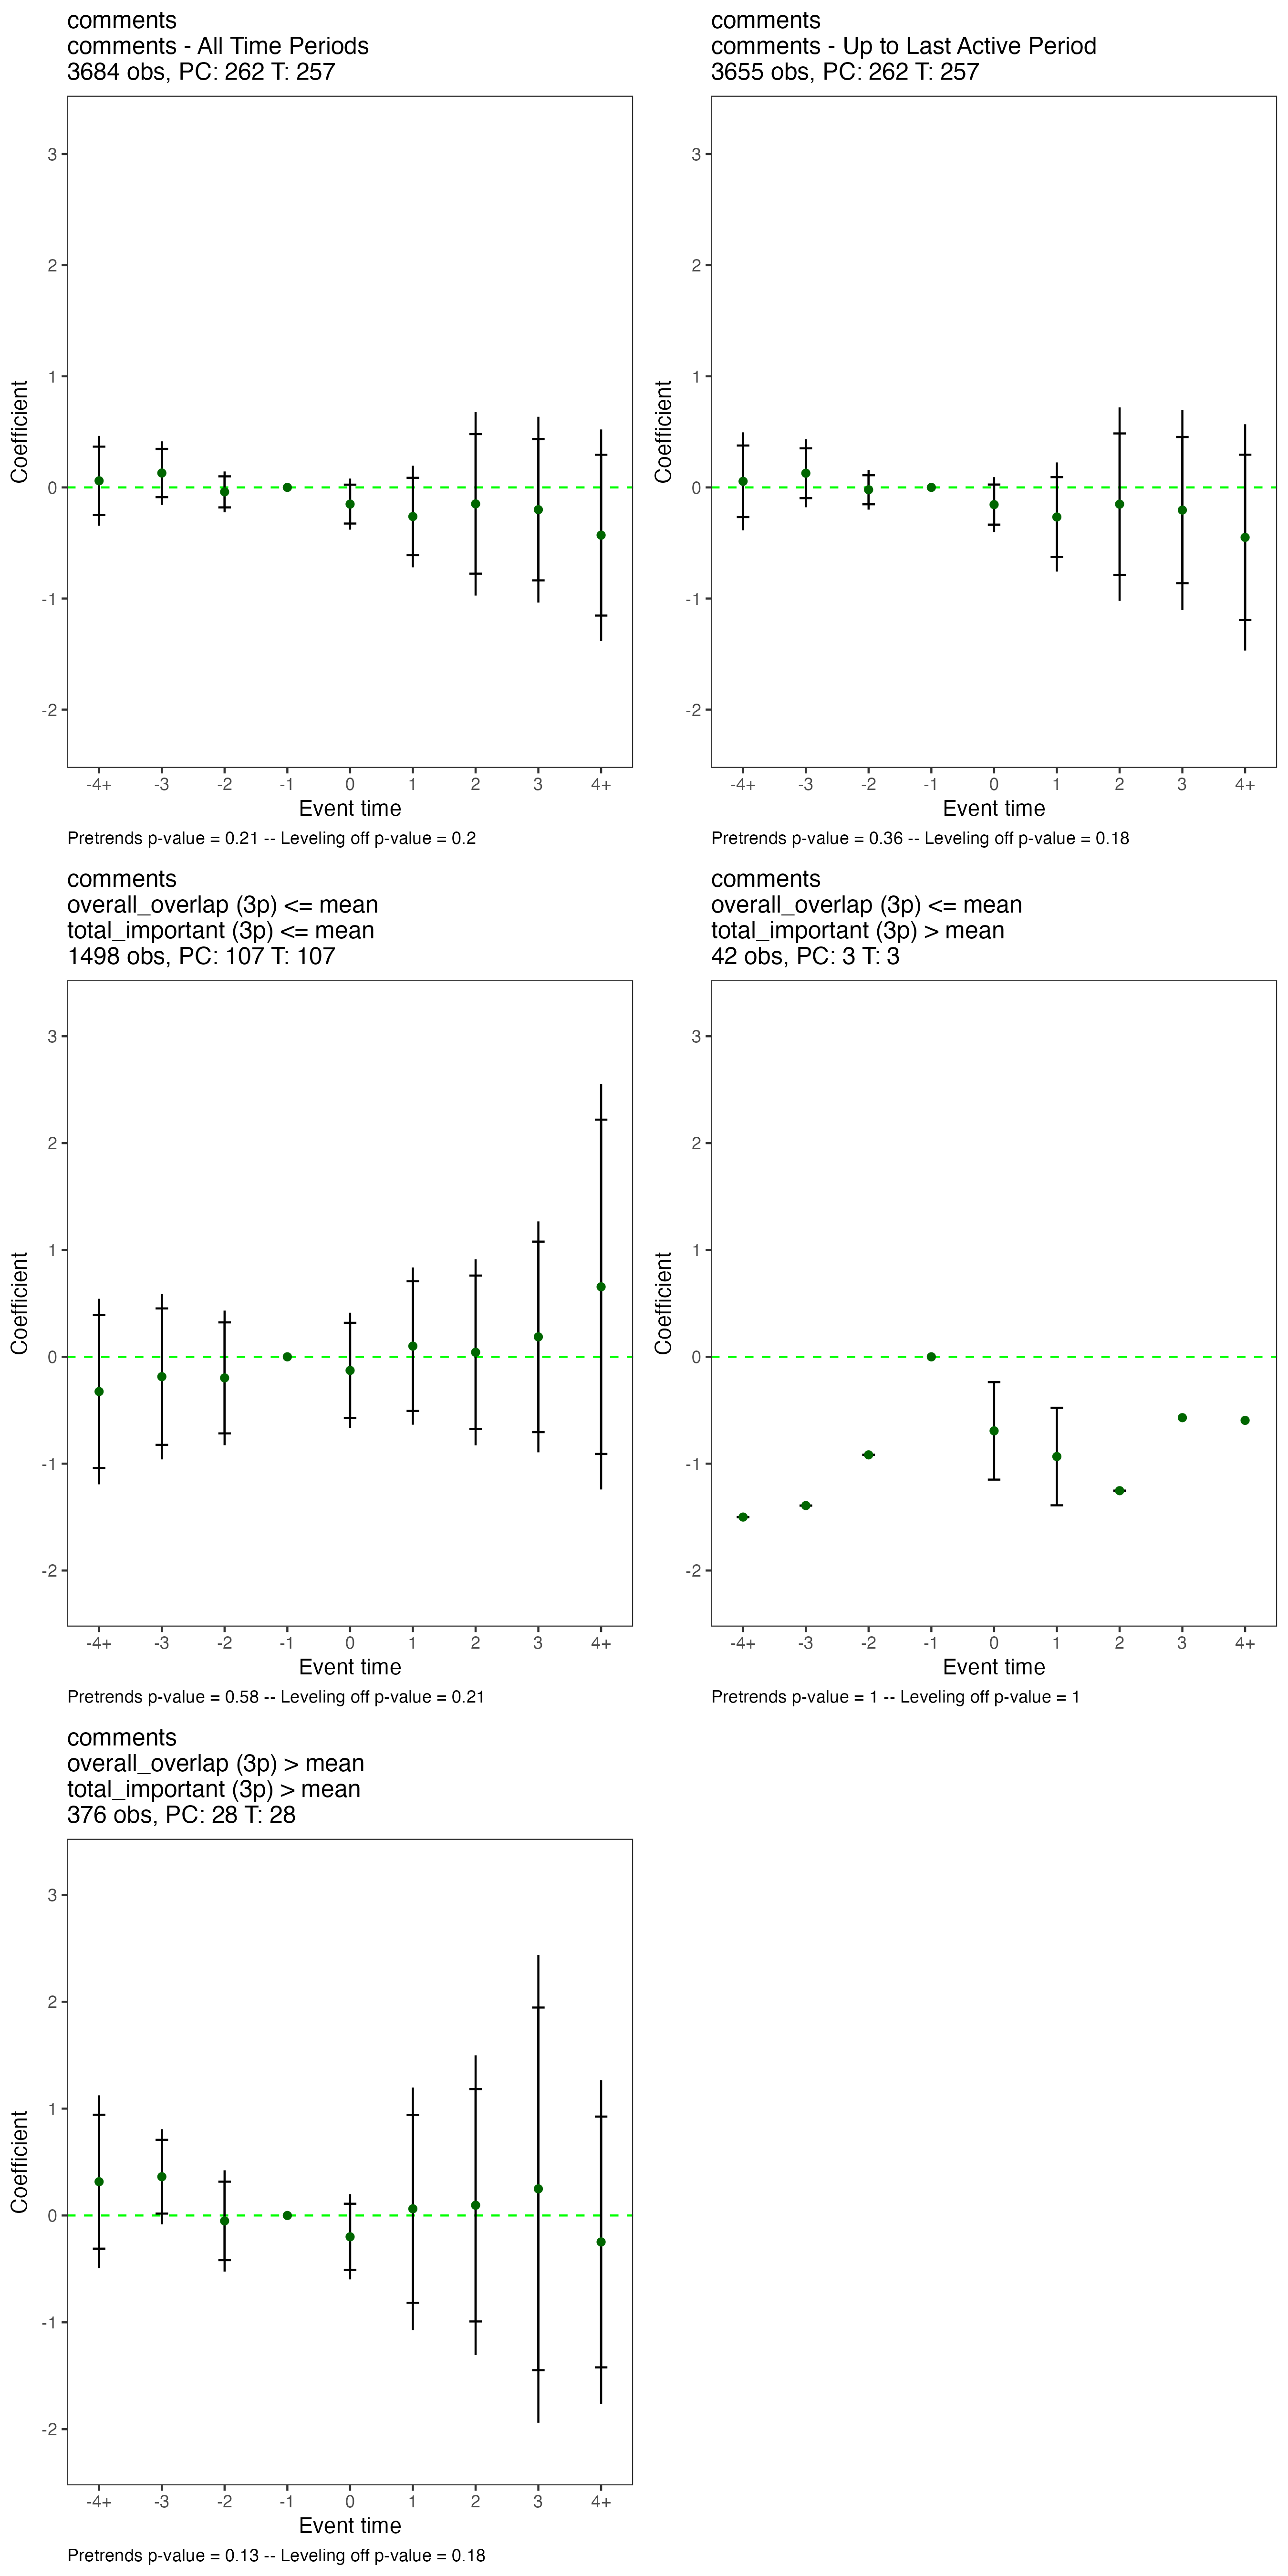 comments
comments - All Time Periods
3684 obs, PC: 262 T: 257
3
2
1
0
-1
-2
Coefficient
-4+ -3 -2 -1 0 1 2 3 4+
Event time
Pretrends p-value = 0.21 -- Leveling off p-value = 0.2
comments
comments - Up to Last Active Period
3655 obs, PC: 262 T: 257
3
2
1
0
-1
-2
Coefficient
-4+ -3 -2 -1 0 1 2 3 4+
Event time
Pretrends p-value = 0.36 -- Leveling off p-value = 0.18
comments
overall_overlap (3p) <= mean
total_important (3p) <= mean
1498 obs, PC: 107 T: 107
3
2
1
0
-1
-2
Coefficient
-4+ -3 -2 -1 0 1 2 3 4+
Event time
Pretrends p-value = 0.58 -- Leveling off p-value = 0.21
comments
overall_overlap (3p) <= mean
total_important (3p) > mean
42 obs, PC: 3 T: 3
3
2
1
0
-1
-2
Coefficient
-4+ -3 -2 -1 0 1 2 3 4+
Event time
Pretrends p-value = 1 -- Leveling off p-value = 1
comments
overall_overlap (3p) > mean
total_important (3p) > mean
376 obs, PC: 28 T: 28
3
2
1
0
-1
-2
Coefficient
-4+ -3 -2 -1 0 1 2 3 4+
Event time
Pretrends p-value = 0.13 -- Leveling off p-value = 0.18